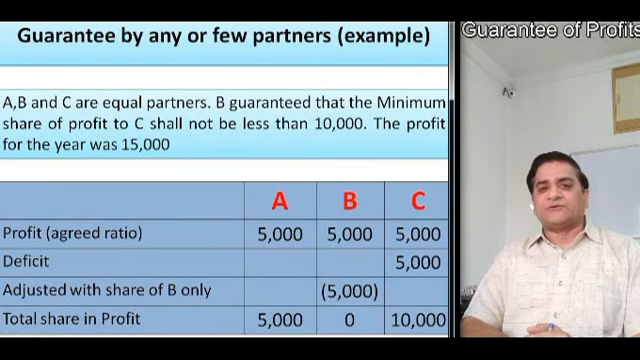 Guarantee by any or few partners (example)
Guarantee of Profits
A,B and C are equal partners. B guaranteed that the Minimum
share of profit to C shall not be less than 10,000. The profit
for the year was 15,000
A B C
Profit (agreed ratio) 5,000 5,000 5,000
Deficit 5,000
Adjusted with share of B only (5,000)
Total share in Profit 5,000 0 10,000